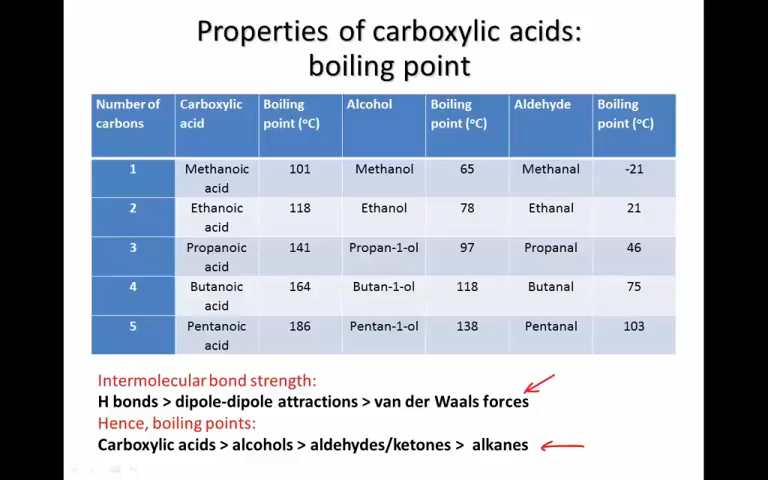 Properties of carboxylic acids:
boiling point
Number of carbons | Carboxylic acid | Boiling point (°C) | Alcohol | Boiling point (°C) | Aldehyde | Boiling point (°C)
1 | Methanoic acid | 101 | Methanol | 65 | Methanal | -21
2 | Ethanoic acid | 118 | Ethanol | 78 | Ethanal | 21
3 | Propanoic acid | 141 | Propan-1-ol | 97 | Propanal | 46
4 | Butanoic acid | 164 | Butan-1-ol | 118 | Butanal | 75
5 | Pentanoic acid | 186 | Pentan-1-ol | 138 | Pentanal | 103
Intermolecular bond strength:
H bonds > dipole-dipole attractions > van der Waals forces
Hence, boiling points:
Carboxylic acids > alcohols > aldehydes/ketones > alkanes